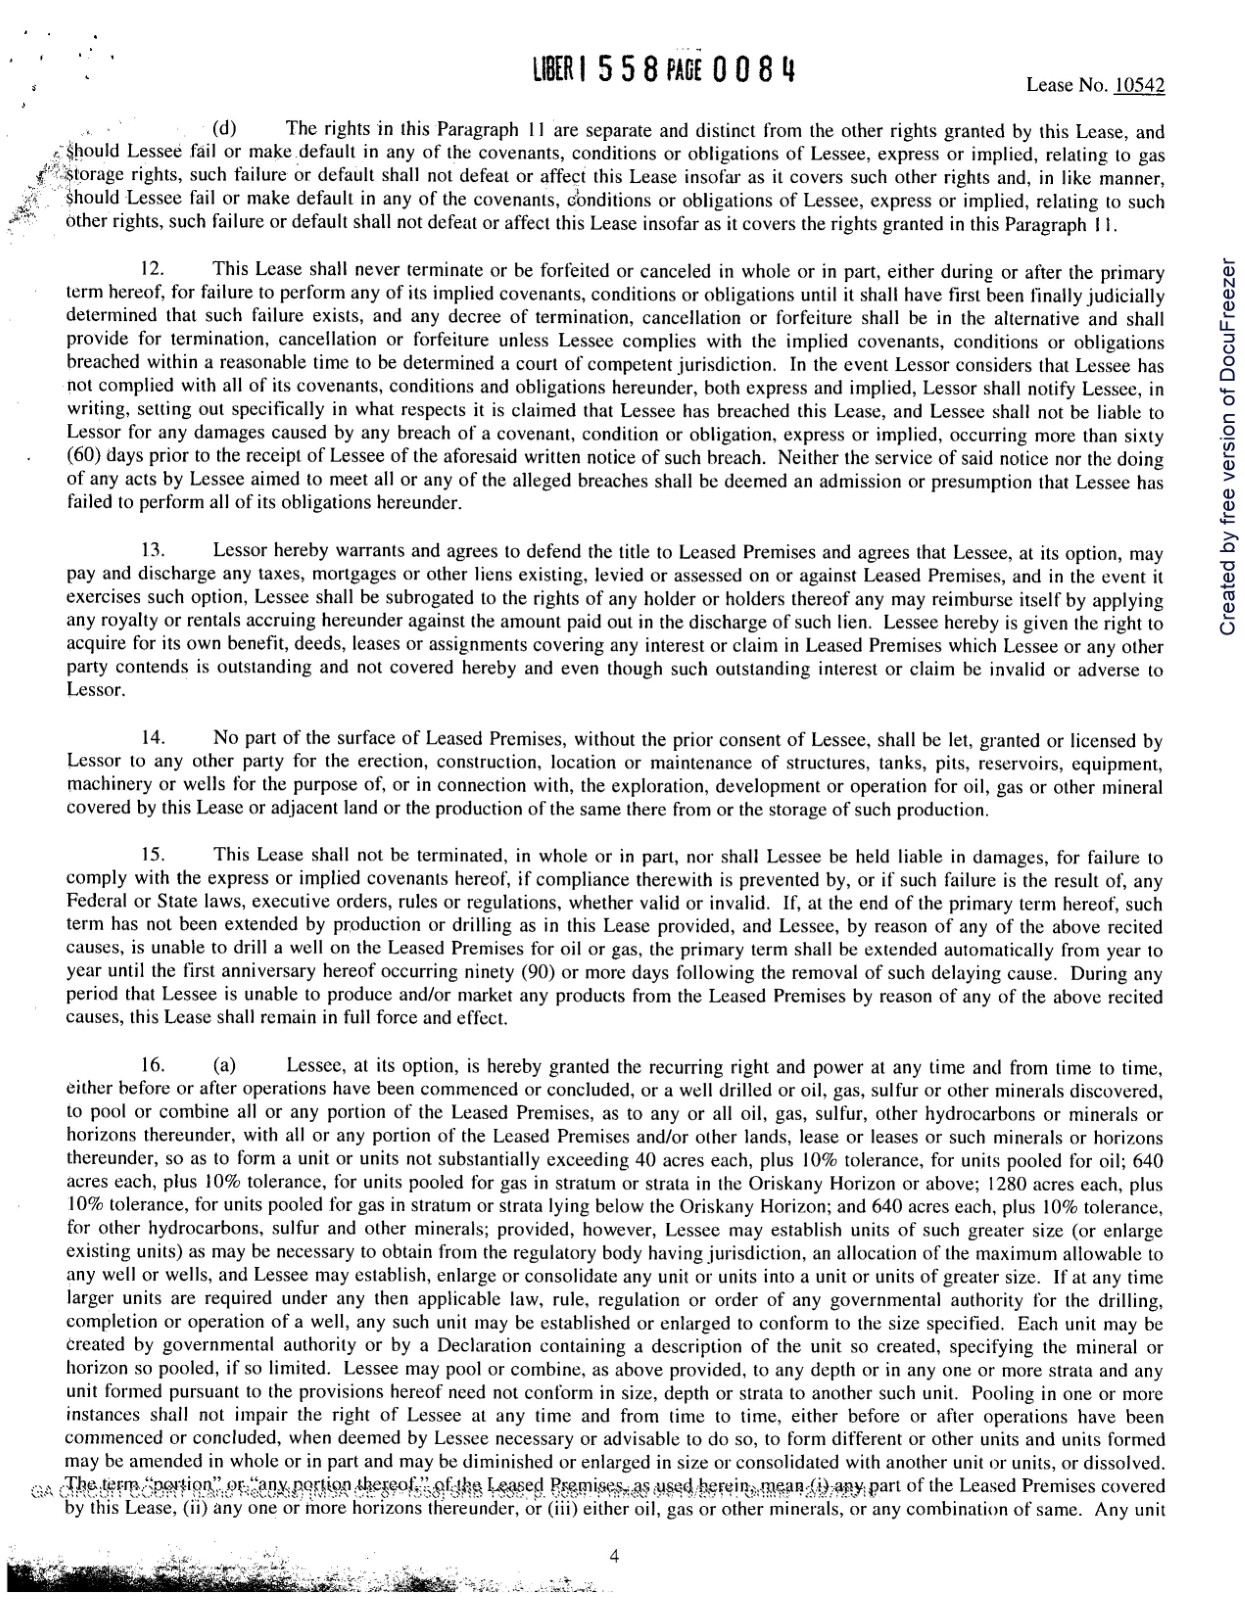 LIBER 1 5 5 8 PAGE 0 0 8 4
Lease No. 10542
(d) The rights in this Paragraph 11 are separate and distinct from the other rights granted by this Lease, and
should Lessee fail or make default in any of the covenants, conditions or obligations of Lessee, express or implied, relating to gas
storage rights, such failure or default shall not defeat or affect this Lease insofar as it covers such other rights and, in like manner,
should Lessee fail or make default in any of the covenants, conditions or obligations of Lessee, express or implied, relating to such
other rights, such failure or default shall not defeat or affect this Lease insofar as it covers the rights granted in this Paragraph 11.
12. This Lease shall never terminate or be forfeited or canceled in whole or in part, either during or after the primary
term hereof, for failure to perform any of its implied covenants, conditions or obligations until it shall have first been finally judicially
determined that such failure exists, and any decree of termination, cancellation or forfeiture shall be in the alternative and shall
provide for termination, cancellation or forfeiture unless Lessee complies with the implied covenants, conditions or obligations
breached within a reasonable time to be determined a court of competent jurisdiction. In the event Lessor considers that Lessee has
not complied with all of its covenants, conditions and obligations hereunder, both express and implied, Lessor shall notify Lessee, in
writing, setting out specifically in what respects it is claimed that Lessee has breached this Lease, and Lessee shall not be liable to
Lessor for any damages caused by any breach of a covenant, condition or obligation, express or implied, occurring more than sixty
(60) days prior to the receipt of Lessee of the aforesaid written notice of such breach. Neither the service of said notice nor the doing
of any acts by Lessee aimed to meet all or any of the alleged breaches shall be deemed an admission or presumption that Lessee has
failed to perform all of its obligations hereunder.
13. Lessor hereby warrants and agrees to defend the title to Leased Premises and agrees that Lessee, at its option, may
pay and discharge any taxes, mortgages or other liens existing, levied or assessed on or against Leased Premises, and in the event it
exercises such option, Lessee shall be subrogated to the rights of any holder or holders thereof any may reimburse itself by applying
any royalty or rentals accruing hereunder against the amount paid out in the discharge of such lien. Lessee hereby is given the right to
acquire for its own benefit, deeds, leases or assignments covering any interest or claim in Leased Premises which Lessee or any other
party contends is outstanding and not covered hereby and even though such outstanding interest or claim be invalid or adverse to
Lessor.
14. No part of the surface of Leased Premises, without the prior consent of Lessee, shall be let, granted or licensed by
Lessor to any other party for the erection, construction, location or maintenance of structures, tanks, pits, reservoirs, equipment,
machinery or wells for the purpose of, or in connection with, the exploration, development or operation for oil, gas or other mineral
covered by this Lease or adjacent land or the production of the same there from or the storage of such production.
15. This Lease shall not be terminated, in whole or in part, nor shall Lessee be held liable in damages, for failure to
comply with the express or implied covenants hereof, if compliance therewith is prevented by, or if such failure is the result of, any
Federal or State laws, executive orders, rules or regulations, whether valid or invalid. If, at the end of the primary term hereof, such
term has not been extended by production or drilling as in this Lease provided, and Lessee, by reason of any of the above recited
causes, is unable to drill a well on the Leased Premises for oil or gas, the primary term shall be extended automatically from year to
year until the first anniversary hereof occurring ninety (90) or more days following the removal of such delaying cause. During any
period that Lessee is unable to produce and/or market any products from the Leased Premises by reason of any of the above recited
causes, this Lease shall remain in full force and effect.
16. (a) Lessee, at its option, is hereby granted the recurring right and power at any time and from time to time,
either before or after operations have been commenced or concluded, or a well drilled or oil, gas, sulfur or other minerals discovered,
to pool or combine all or any portion of the Leased Premises, as to any or all oil, gas, sulfur, other hydrocarbons or minerals or
horizons thereunder, with all or any portion of the Leased Premises and/or other lands, lease or leases or such minerals or horizons
thereunder, so as to form a unit or units not substantially exceeding 40 acres each, plus 10% tolerance, for units pooled for oil; 640
acres each, plus 10% tolerance, for units pooled for gas in stratum or strata in the Oriskany Horizon or above; 1280 acres each, plus
10% tolerance, for units pooled for gas in stratum or strata lying below the Oriskany Horizon; and 640 acres each, plus 10% tolerance,
for other hydrocarbons, sulfur and other minerals; provided, however, Lessee may establish units of such greater size (or enlarge
existing units) as may be necessary to obtain from the regulatory body having jurisdiction, an allocation of the maximum allowable to
any well or wells, and Lessee may establish, enlarge or consolidate any unit or units into a unit or units of greater size. If at any time
larger units are required under any then applicable law, rule, regulation or order of any governmental authority for the drilling,
completion or operation of a well, any such unit may be established or enlarged to conform to the size specified. Each unit may be
created by governmental authority or by a Declaration containing a description of the unit so created, specifying the mineral or
horizon so pooled, if so limited. Lessee may pool or combine, as above provided, to any depth or in any one or more strata and any
unit formed pursuant to the provisions hereof need not conform in size, depth or strata to another such unit. Pooling in one or more
instances shall not impair the right of Lessee at any time and from time to time, either before or after operations have been
commenced or concluded, when deemed by Lessee necessary or advisable to do so, to form different or other units and units formed
may be amended in whole or in part and may be diminished or enlarged in size or consolidated with another unit or units, or dissolved.
The term “portion” or “any portion thereof,” of the Leased Premises, as used herein, mean (i) any part of the Leased Premises covered
by this Lease, (ii) any one or more horizons thereunder, or (iii) either oil, gas or other minerals, or any combination of same. Any unit
4
Created by free version of DocuFreezer